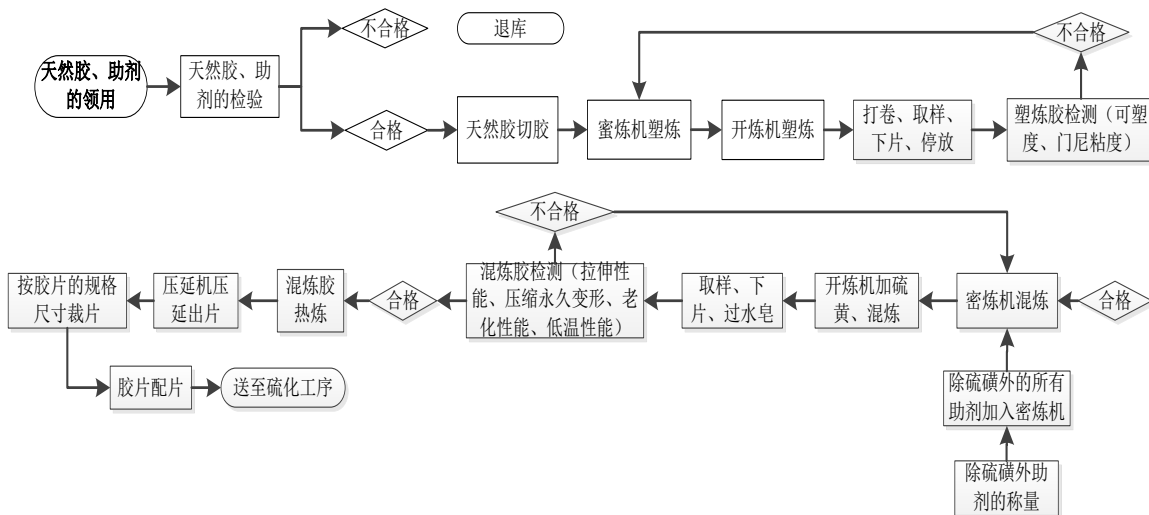 不合格
退库
不合格
天然胶、助剂
的领用
天然胶、助
剂的检验
合格
天然胶切胶
蜜炼机塑炼
开炼机塑炼
打卷、取样、
下片、停放
塑炼胶检测（可塑
度、门尼粘度）
不合格
按胶片的规格
尺寸裁片
压延机压
延出片
混炼胶
热炼
合格
混炼胶检测（拉伸性
能、压缩永久变形、老
化性能、低温性能）
取样、下
片、过水皂
开炼机加硫
黄、混炼
密炼机混炼
合格
胶片配片
送至硫化工序
除硫磺外的所有
助剂加入密炼机
除硫磺外助
剂的称量